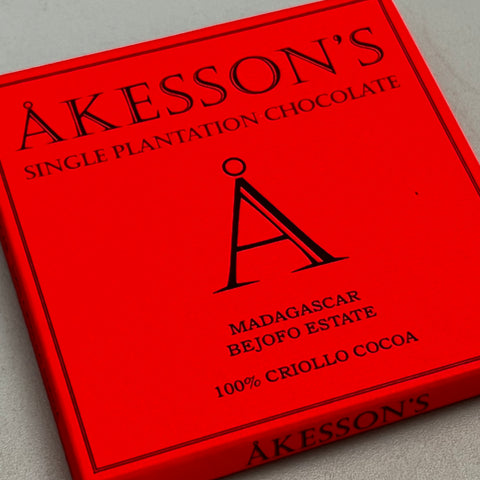 ÅKESSON'S
SINGLE PLANTATION CHOCOLATE
Å
MADAGASCAR
BEJOFO ESTATE
100% CRIOLLO COCOA
ÅKESSON'S